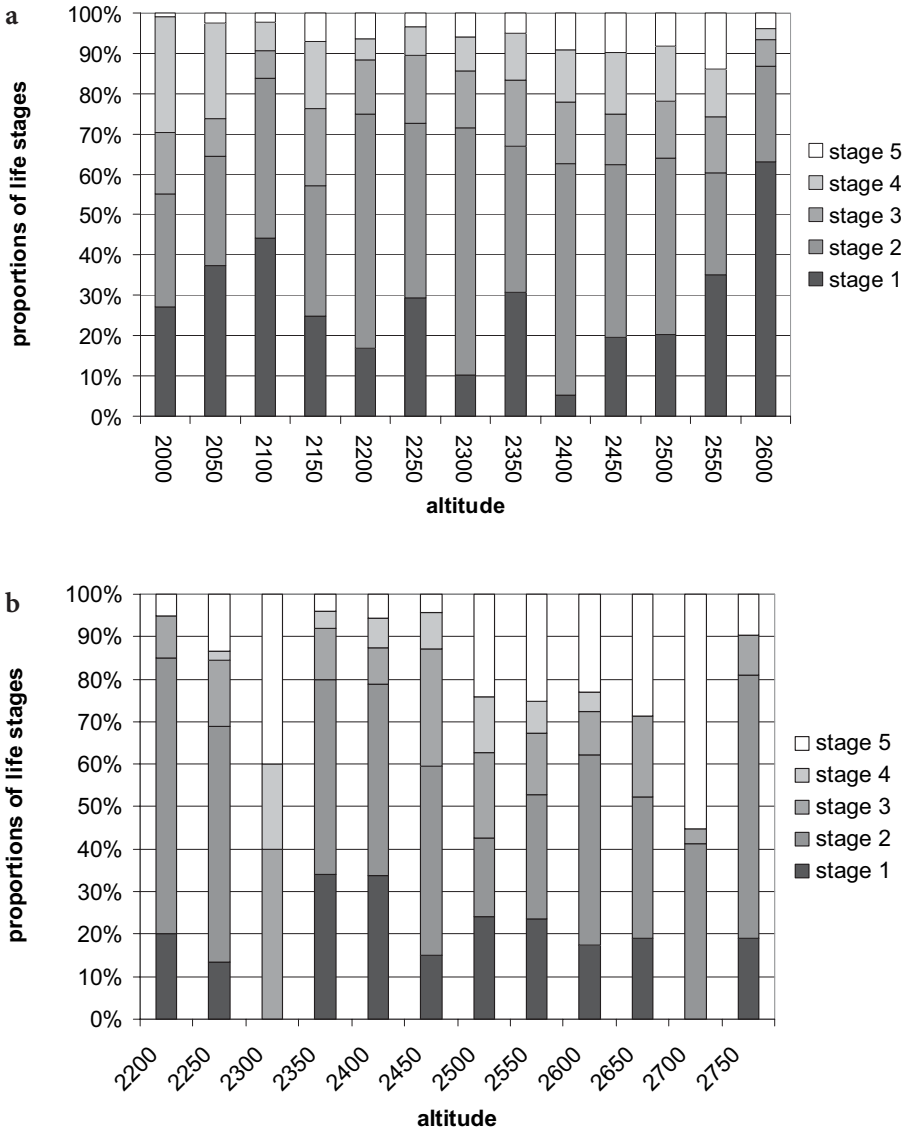 a
proportions of life stages
100%
90%
80%
70%
60%
50%
40%
30%
20%
10%
0%
2000
2050
2100
2150
2200
2250
2300
2350
2400
2450
2500
2550
2600
altitude
stage 5
stage 4
stage 3
stage 2
stage 1
b
proportions of life stages
100%
90%
80%
70%
60%
50%
40%
30%
20%
10%
0%
2200
2250
2300
2350
2400
2450
2500
2550
2600
2650
2700
2750
altitude
stage 5
stage 4
stage 3
stage 2
stage 1